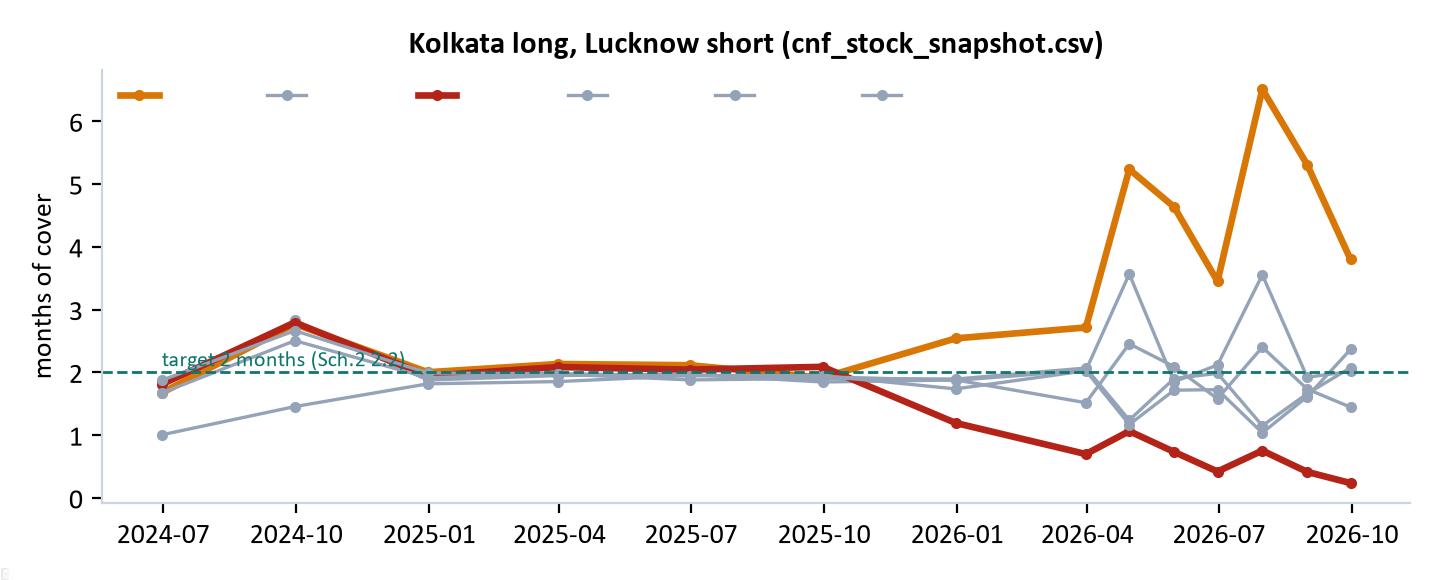 Kolkata long, Lucknow short (cnf_stock_snapshot.csv)
months of cover
6
5
4
3
2
1
0
target 2 months (Sch.2 2.2)
2024-07 2024-10 2025-01 2025-04 2025-07 2025-10 2026-01 2026-04 2026-07 2026-10